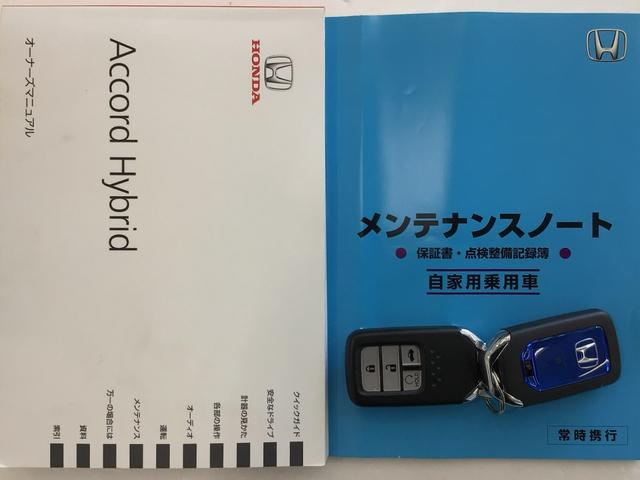 HONDA
Accord Hybrid
オーナーズマニュアル
クイックガイド
安全なドライブ
計器の見かた
各部の操作
オーディオ
運転
メンテナンス
万一の場合には
資料
索引
メンテナンスノート
保証書・点検整備記録簿
自家用乗用車
常時携行